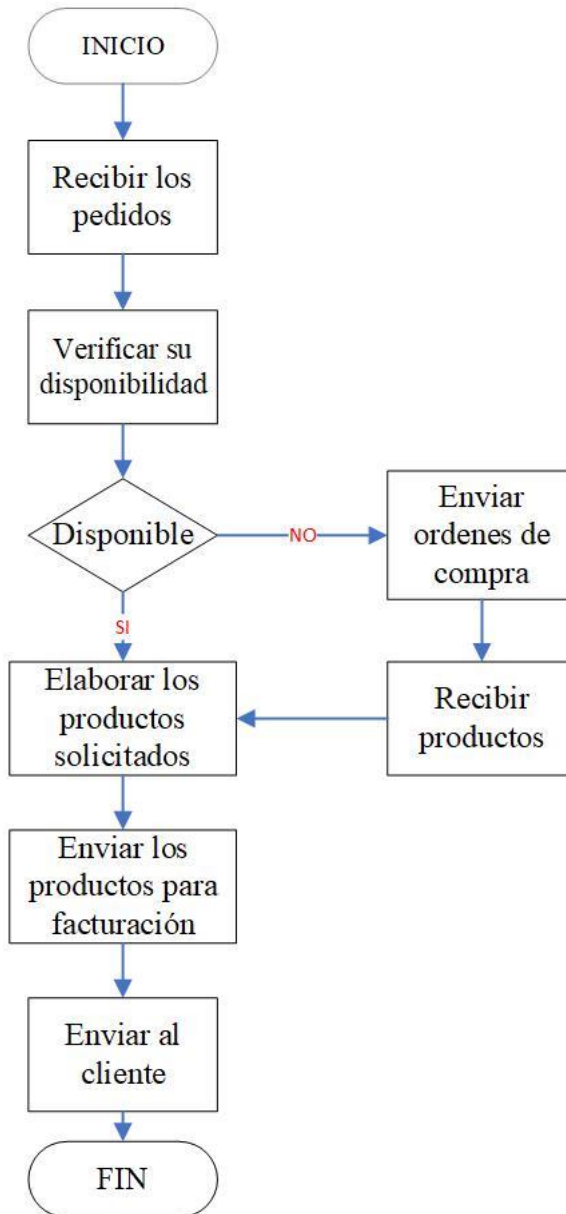 INICIO
Recibir los
pedidos
Verificar su
disponibilidad
Disponible
NO
Enviar
ordenes de
compra
SI
Elaborar los
productos
solicitados
Recibir
productos
Enviar los
productos para
facturación
Enviar al
cliente
FIN